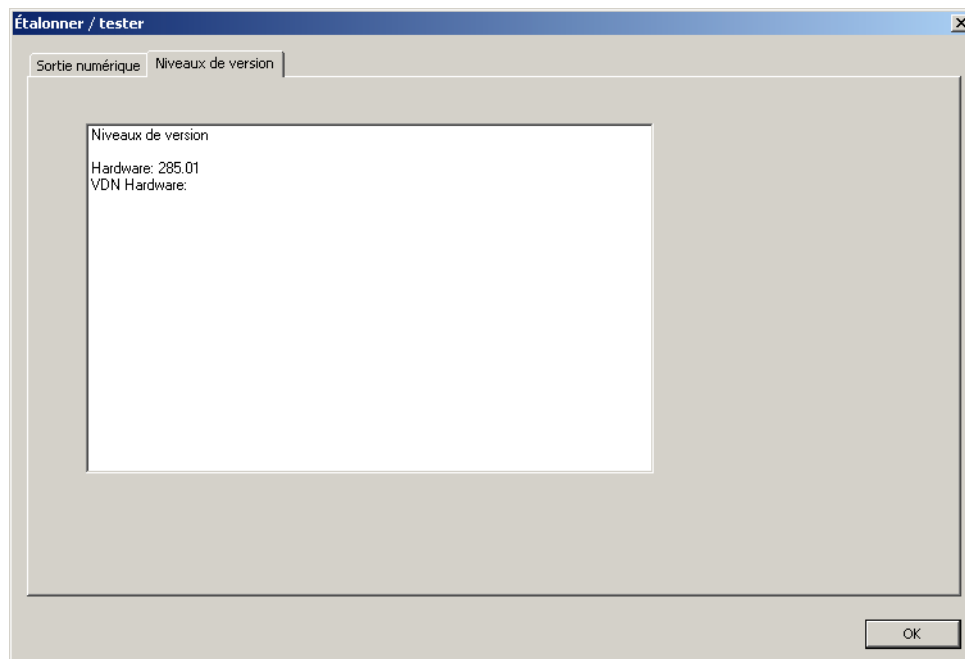 Étalonner / tester
Sortie numérique
Niveaux de version
Niveaux de version
Hardware: 285.01
VDN Hardware:
OK